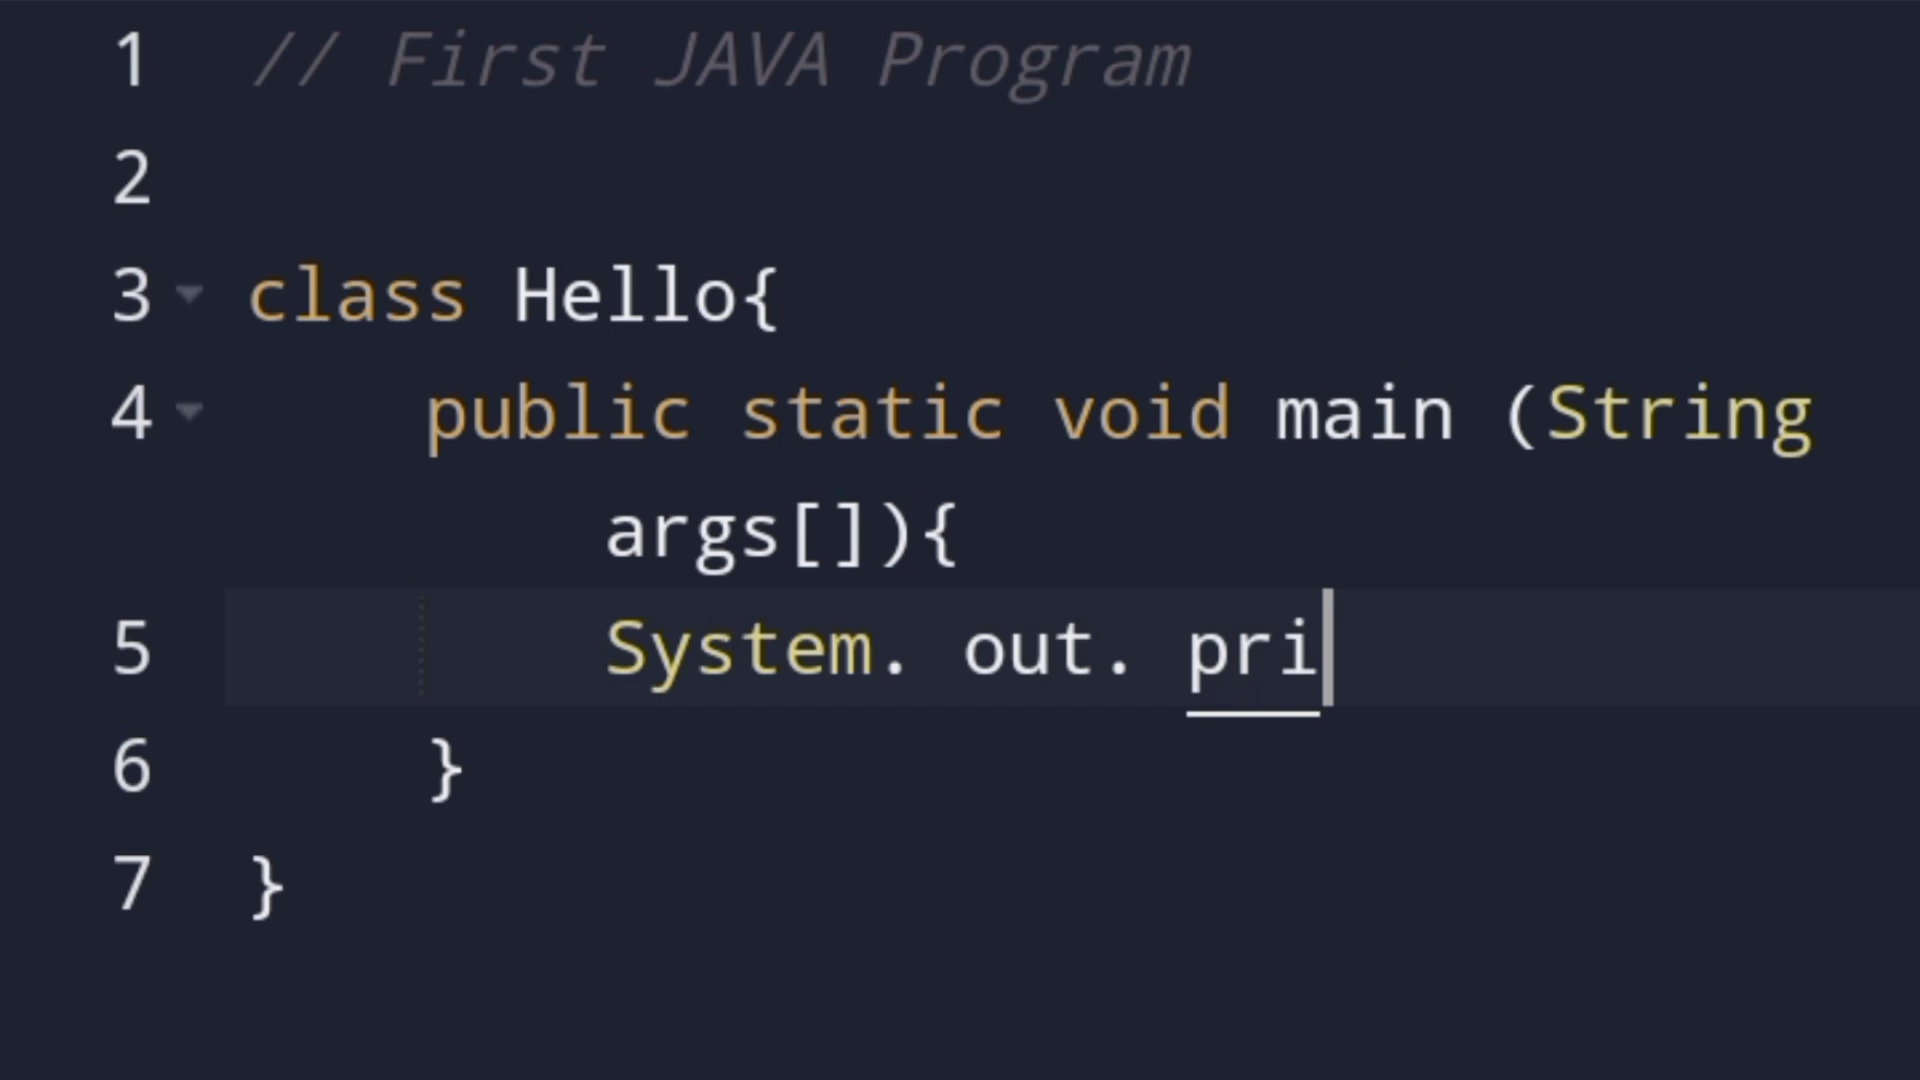 1 // First JAVA Program
2
3 class Hello{
4 public static void main (String
args[]){
5 System. out. pri
6 }
7 }